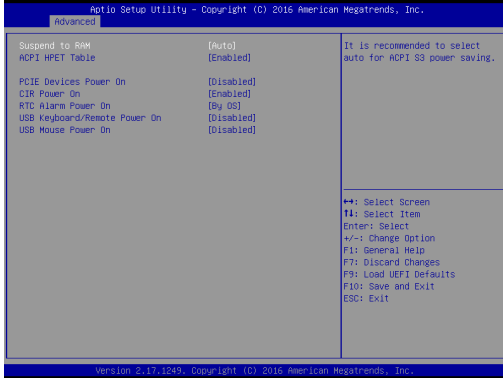 Aptio Setup Utility – Copyright (C) 2016 American Megatrends, Inc.
Advanced
Suspend to RAM [Auto]
ACPI HPET Table [Enabled]
PCIE Devices Power On [Disabled]
CIR Power On [Enabled]
RTC Alarm Power On [By OS]
USB Keyboard/Remote Power On [Disabled]
USB Mouse Power On [Disabled]
It is recommended to select
auto for ACPI S3 power saving.
↔: Select Screen
↑↓: Select Item
Enter: Select
+/-: Change Option
F1: General Help
F7: Discard Changes
F9: Load UEFI Defaults
F10: Save and Exit
ESC: Exit
Version 2.17.1249. Copyright (C) 2016 American Megatrends, Inc.